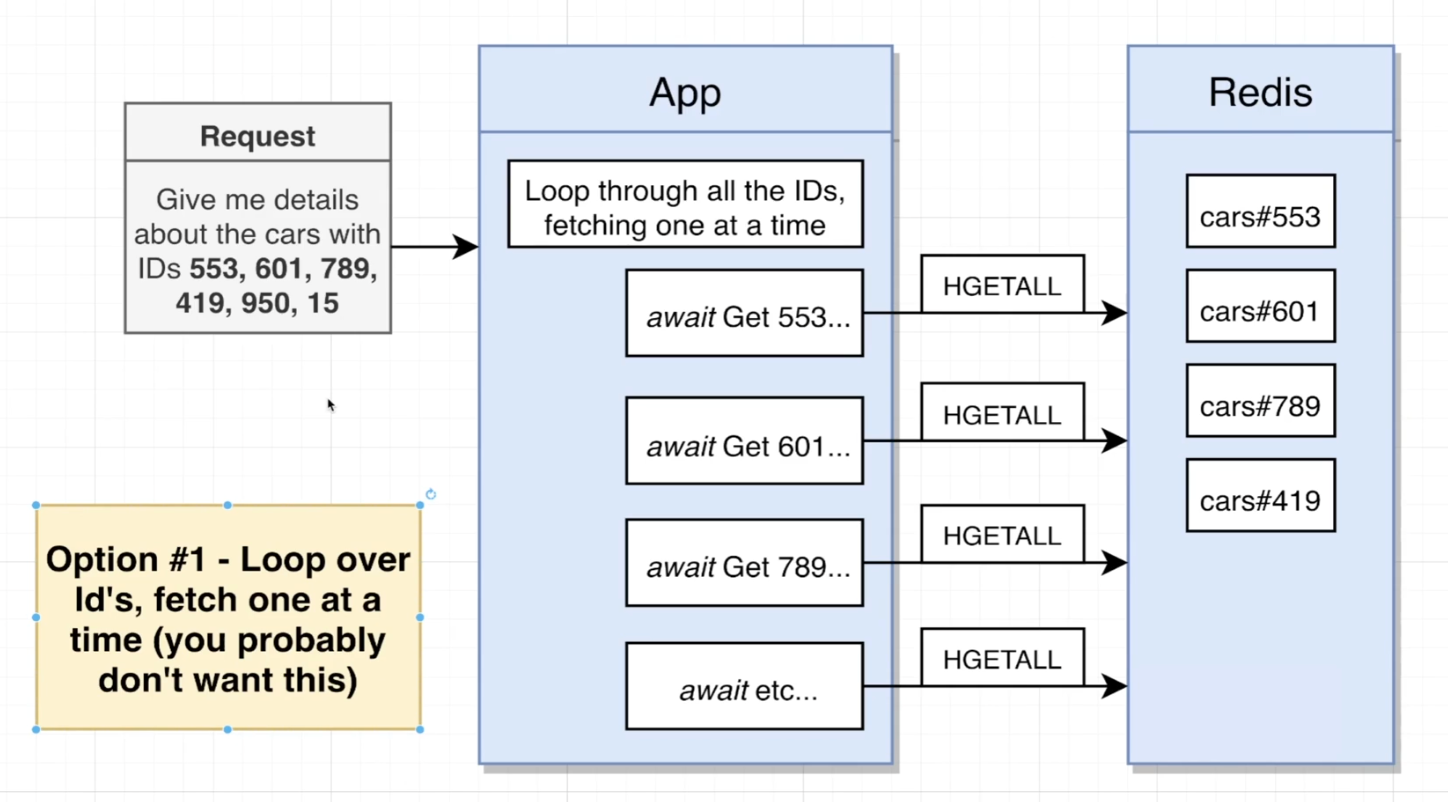 Request
Give me details
about the cars with
IDs 553, 601, 789,
419, 950, 15
Option #1 - Loop over
Id's, fetch one at a
time (you probably
don't want this)
App
Loop through all the IDs,
fetching one at a time
await Get 553...
await Get 601...
await Get 789...
await etc...
HGETALL
HGETALL
HGETALL
HGETALL
Redis
cars#553
cars#601
cars#789
cars#419